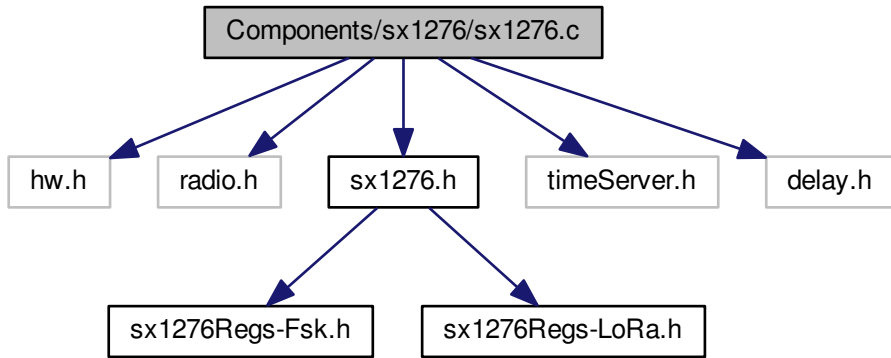 Components/sx1276/sx1276.c
hw.h
radio.h
sx1276.h
timeServer.h
delay.h
sx1276Regs-Fsk.h
sx1276Regs-LoRa.h